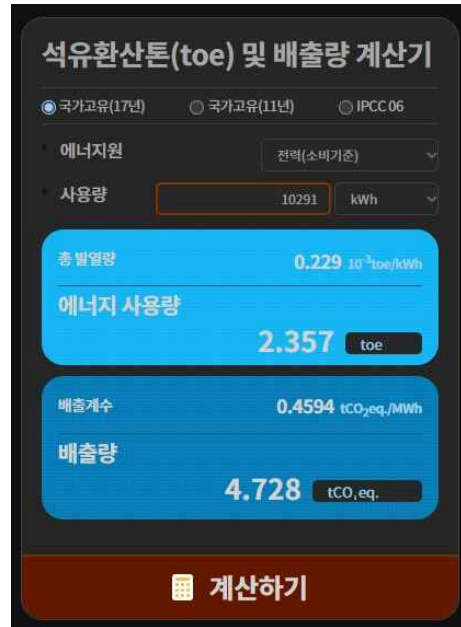 석유환산톤(toe) 및 배출량 계산기
국가고유(17년) 국가고유(11년) IPCC 06
에너지원 전력(소비기준)
사용량 10291 kWh
총 발열량 0.229 10⁻³toe/kWh
에너지 사용량
2.357 toe
배출계수 0.4594 tCO₂eq./MWh
배출량
4.728 tCO₂eq.
계산하기